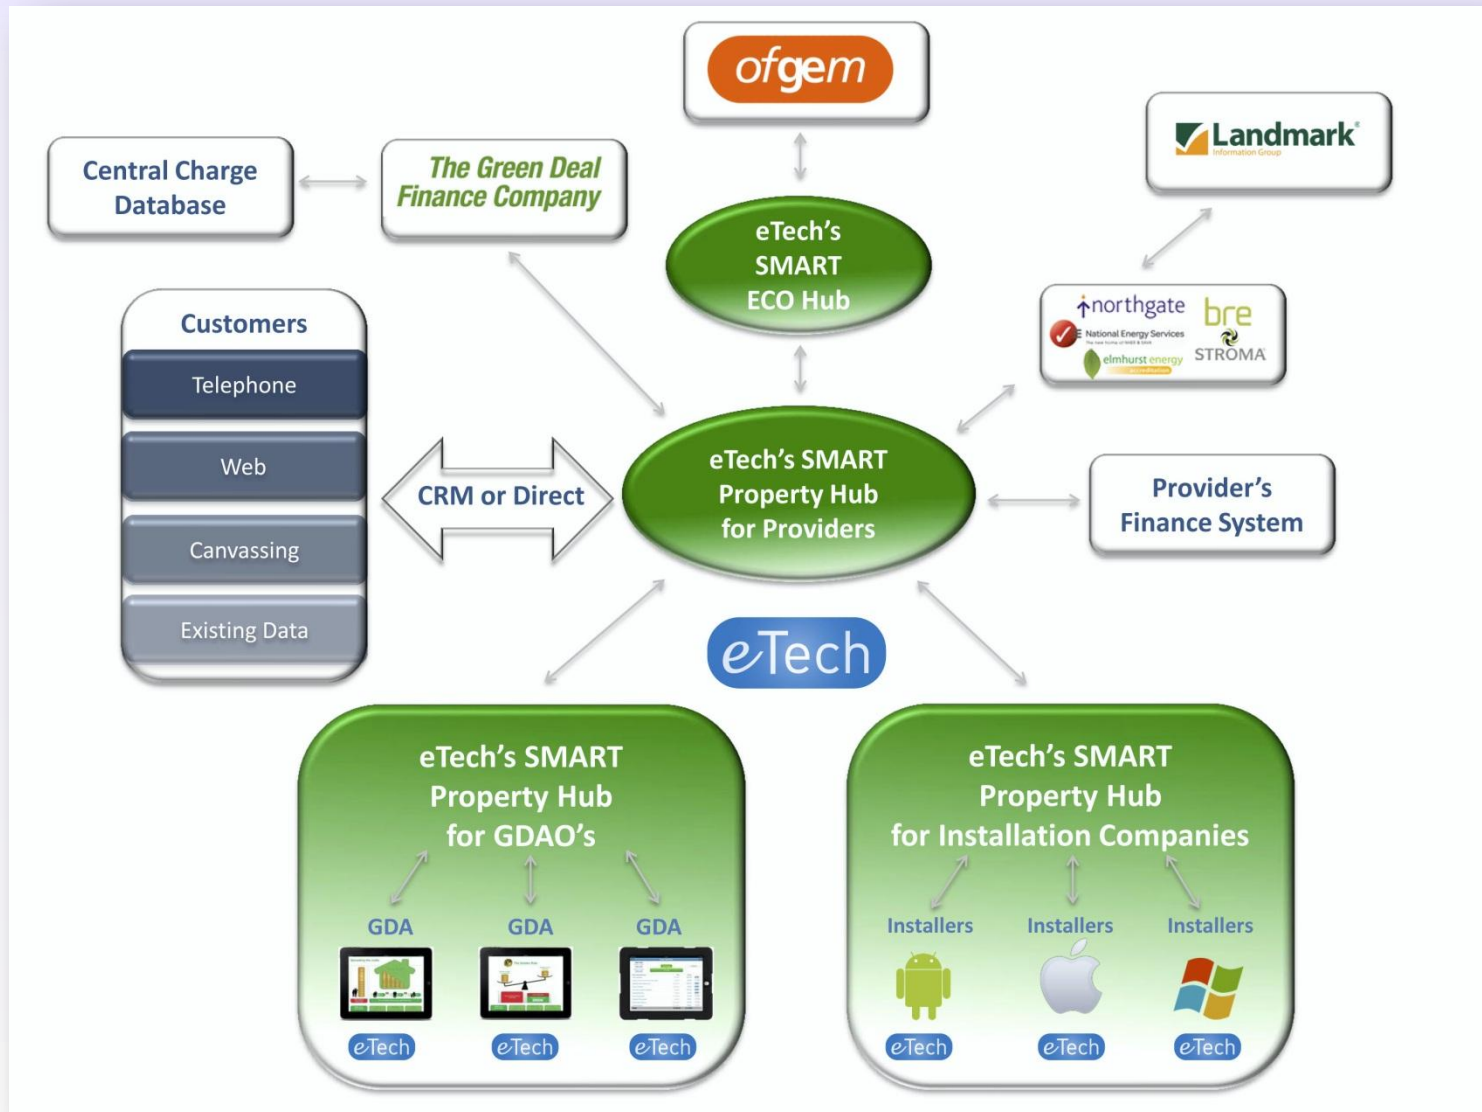 ofgem
Landmark
Information Group
Central Charge
Database
The Green Deal
Finance Company
eTech's
SMART
ECO Hub
northgate
bre
National Energy Services
STROMA
elmhurst energy
accreditation
Customers
Telephone
Web
Canvassing
Existing Data
CRM or Direct
eTech's SMART
Property Hub
for Providers
Provider's
Finance System
eTech
eTech's SMART
Property Hub
for GDAO's
GDA
GDA
GDA
eTech
eTech
eTech
eTech's SMART
Property Hub
for Installation Companies
Installers
Installers
Installers
eTech
eTech
eTech